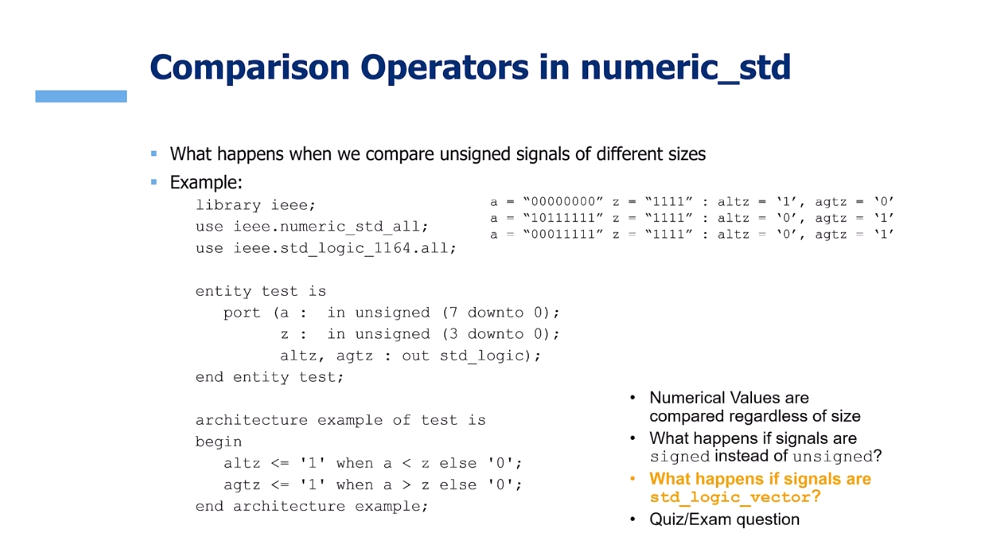 Comparison Operators in numeric_std
▪ What happens when we compare unsigned signals of different sizes
▪ Example:
library ieee;
use ieee.numeric_std_all;
use ieee.std_logic_1164.all;
a = “00000000” z = “1111” : altz = ‘1’, agtz = ‘0’
a = “10111111” z = “1111” : altz = ‘0’, agtz = ‘1’
a = “00011111” z = “1111” : altz = ‘0’, agtz = ‘1’
entity test is
port (a : in unsigned (7 downto 0);
z : in unsigned (3 downto 0);
altz, agtz : out std_logic);
end entity test;
architecture example of test is
begin
altz <= '1' when a < z else '0';
agtz <= '1' when a > z else '0';
end architecture example;
• Numerical Values are
compared regardless of size
• What happens if signals are
signed instead of unsigned?
• What happens if signals are
std_logic_vector?
• Quiz/Exam question